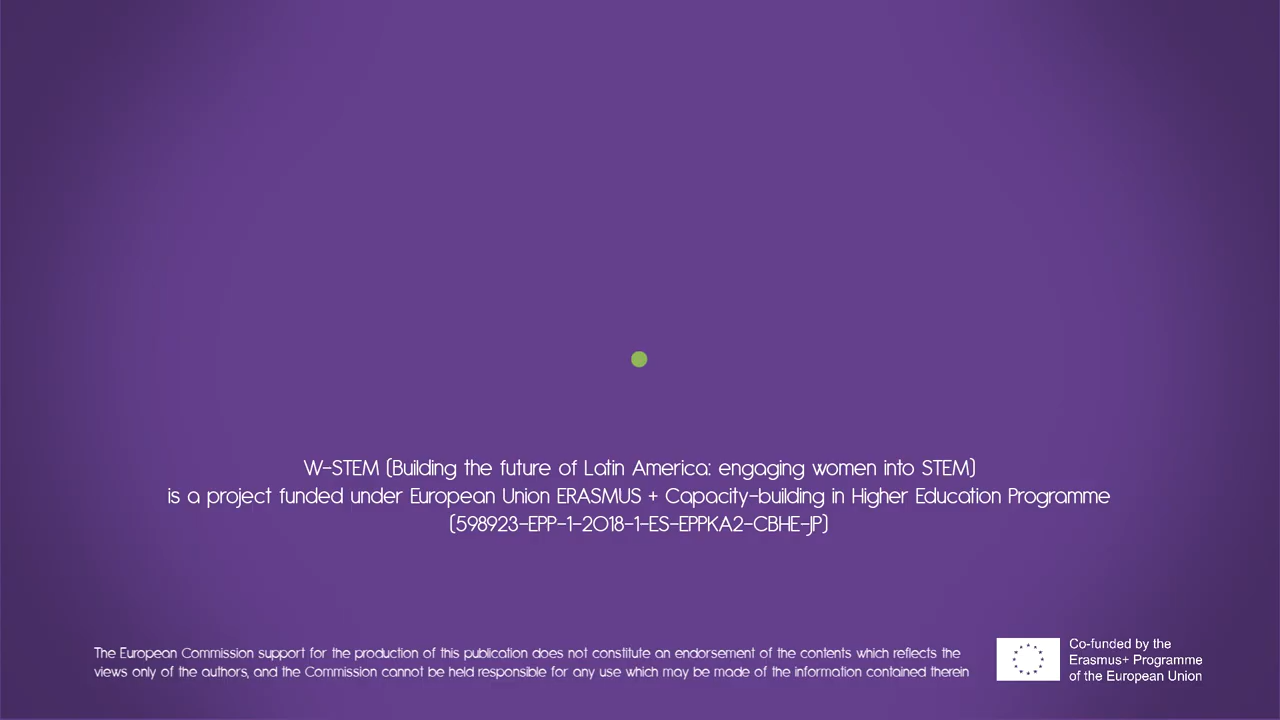 W-STEM (Building the future of Latin America: engaging women into STEM)
is a project funded under European Union ERASMUS + Capacity-building in Higher Education Programme
(598923-EPP-1-2018-1-ES-EPPKA2-CBHE-JP)
The European Commission support for the production of this publication does not constitute an endorsement of the contents which reflects the
views only of the authors, and the Commission cannot be held responsible for any use which may be made of the information contained therein
Co-funded by the
Erasmus+ Programme
of the European Union